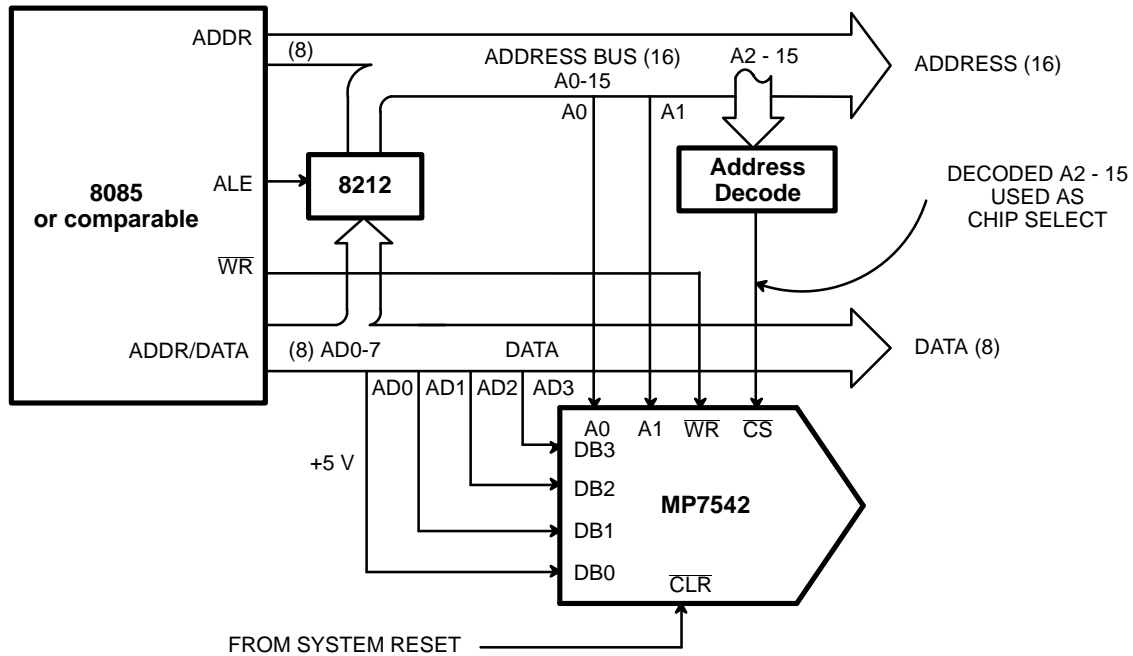 ADDR
(8)
ADDRESS BUS (16)
A0-15
A2 - 15
ADDRESS (16)
A0
A1
8085
or comparable
ALE
8212
Address
Decode
DECODED A2 - 15
USED AS
CHIP SELECT
WR
ADDR/DATA
(8) AD0-7
DATA
DATA (8)
AD0
AD1
AD2
AD3
A0
A1
WR
CS
+5 V
DB3
DB2
DB1
DB0
MP7542
CLR
FROM SYSTEM RESET